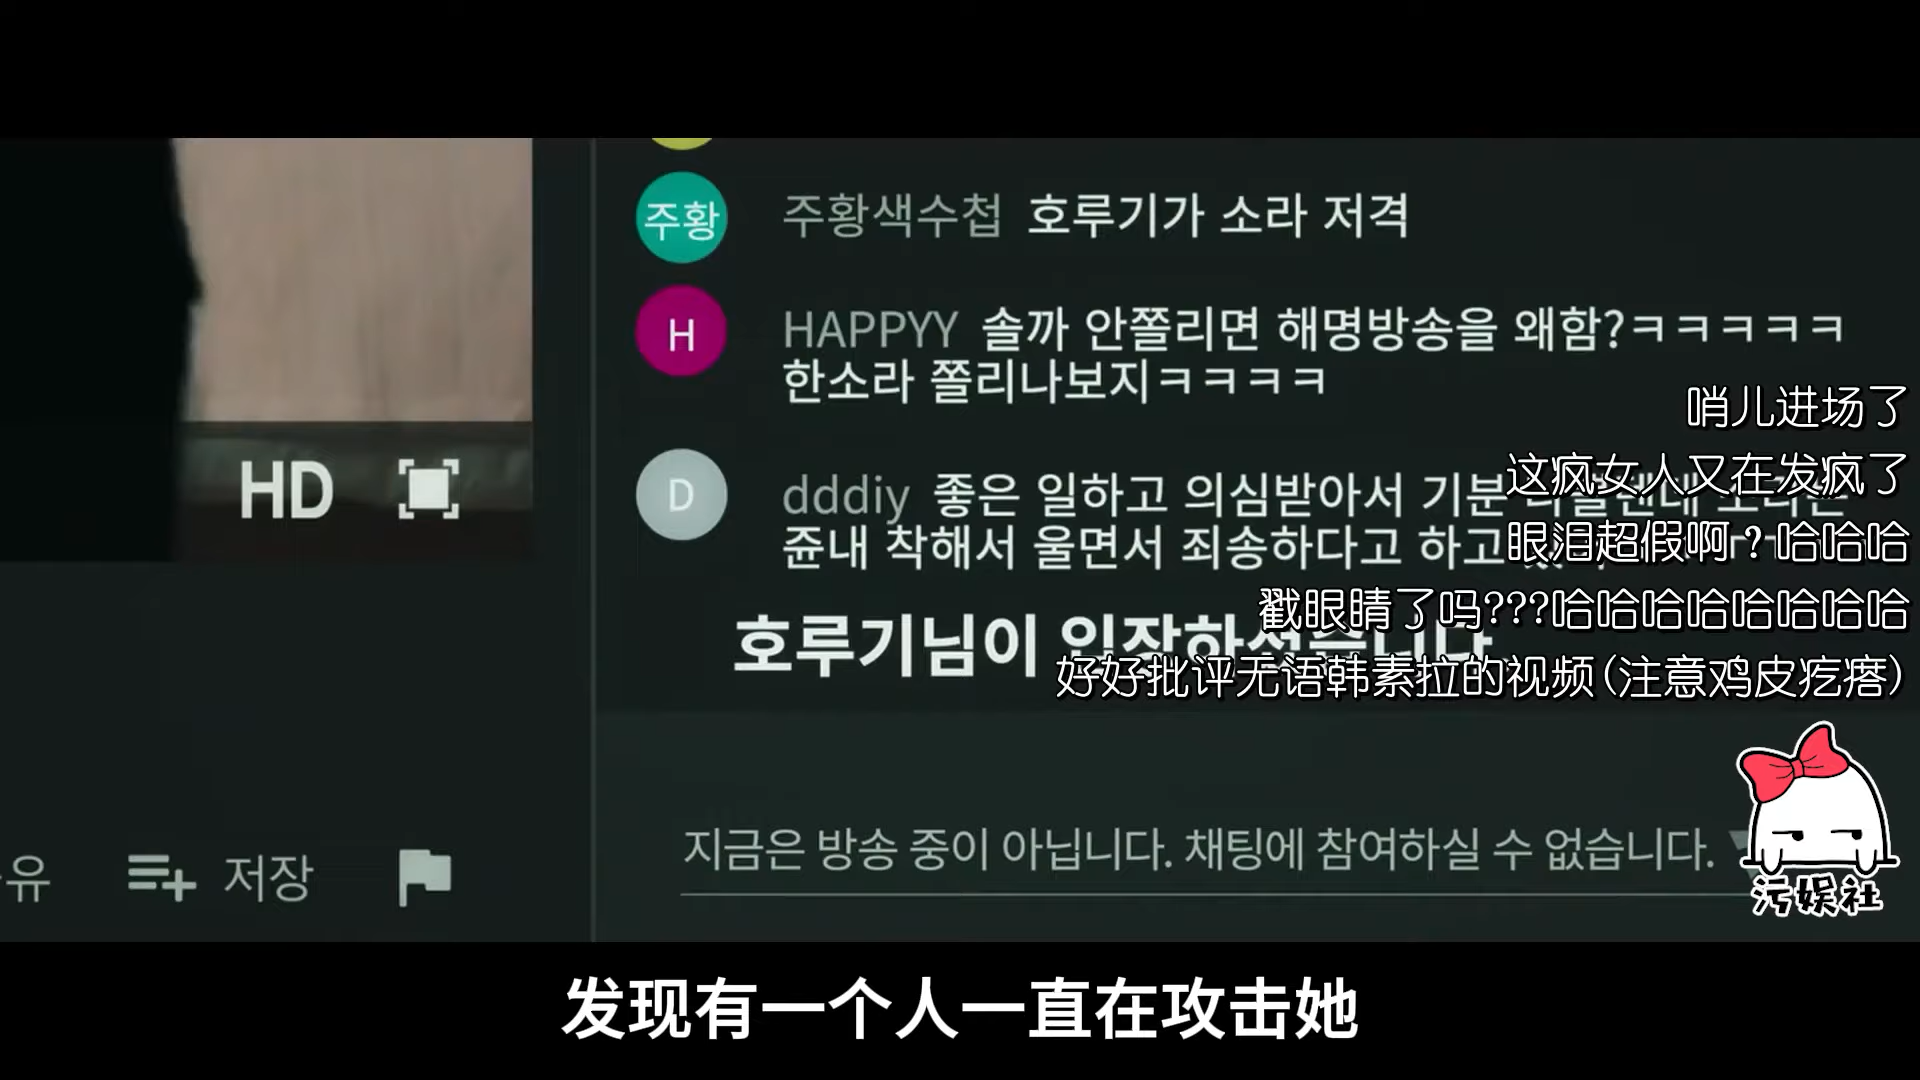 주황
주황색수첩 호루기가 소라 저격
H
HAPPYY 솔까 안쫄리면 해명방송을 왜함?ㅋㅋㅋㅋㅋ
한소라 쫄리나보지ㅋㅋㅋㅋ
哨儿进场了
D
dddiy 좋은 일하고 의심받아서 기분
这疯女人又在发疯了
쥰내 착해서 울면서 죄송하다고 하고
眼泪超假啊?哈哈哈
HD
戳眼睛了吗???哈哈哈哈哈哈哈哈
호루기님이 입장하셨습니다.
好好批评无语韩素拉的视频(注意鸡皮疙瘩)
지금은 방송 중이 아닙니다. 채팅에 참여하실 수 없습니다.
유
저장
污娱社
发现有一个人一直在攻击她